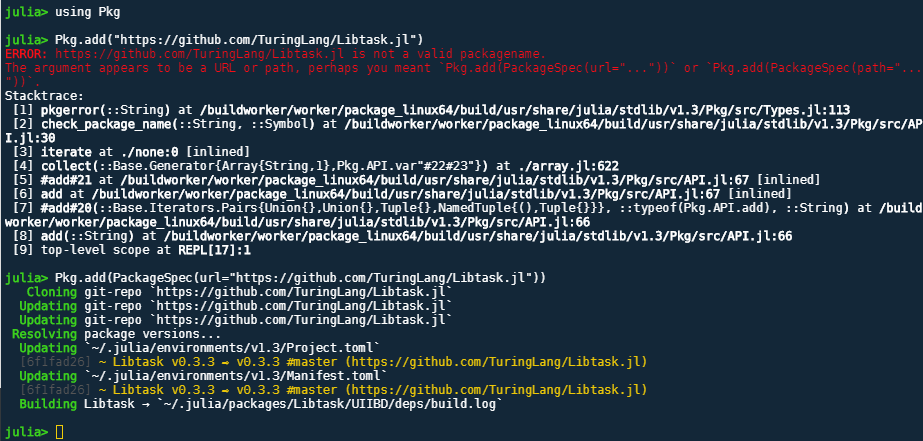 julia> using Pkg
julia> Pkg.add("https://github.com/TuringLang/Libtask.jl")
ERROR: https://github.com/TuringLang/Libtask.jl is not a valid packagename.
The argument appears to be a URL or path, perhaps you meant `Pkg.add(PackageSpec(url="..."))` or `Pkg.add(PackageSpec(path="...
"))`.
Stacktrace:
[1] pkgerror(::String) at /buildworker/worker/package_linux64/build/usr/share/julia/stdlib/v1.3/Pkg/src/Types.jl:113
[2] check_package_name(::String, ::Symbol) at /buildworker/worker/package_linux64/build/usr/share/julia/stdlib/v1.3/Pkg/src/AP
I.jl:30
[3] iterate at ./none:0 [inlined]
[4] collect(::Base.Generator{Array{String,1},Pkg.API.var"#22#23"}) at ./array.jl:622
[5] #add#21 at /buildworker/worker/package_linux64/build/usr/share/julia/stdlib/v1.3/Pkg/src/API.jl:67 [inlined]
[6] add at /buildworker/worker/package_linux64/build/usr/share/julia/stdlib/v1.3/Pkg/src/API.jl:67 [inlined]
[7] #add#20(::Base.Iterators.Pairs{Union{},Union{},Tuple{},NamedTuple{(),Tuple{}}}, ::typeof(Pkg.API.add), ::String) at /build
worker/worker/package_linux64/build/usr/share/julia/stdlib/v1.3/Pkg/src/API.jl:66
[8] add(::String) at /buildworker/worker/package_linux64/build/usr/share/julia/stdlib/v1.3/Pkg/src/API.jl:66
[9] top-level scope at REPL[17]:1
julia> Pkg.add(PackageSpec(url="https://github.com/TuringLang/Libtask.jl"))
Cloning git-repo `https://github.com/TuringLang/Libtask.jl`
Updating git-repo `https://github.com/TuringLang/Libtask.jl`
Updating git-repo `https://github.com/TuringLang/Libtask.jl`
Resolving package versions...
Updating `~/.julia/environments/v1.3/Project.toml`
[6f1fad26] ~ Libtask v0.3.3 ⇒ v0.3.3 #master (https://github.com/TuringLang/Libtask.jl)
Updating `~/.julia/environments/v1.3/Manifest.toml`
[6f1fad26] ~ Libtask v0.3.3 ⇒ v0.3.3 #master (https://github.com/TuringLang/Libtask.jl)
Building Libtask → `~/.julia/packages/Libtask/UIIBD/deps/build.log`
julia>